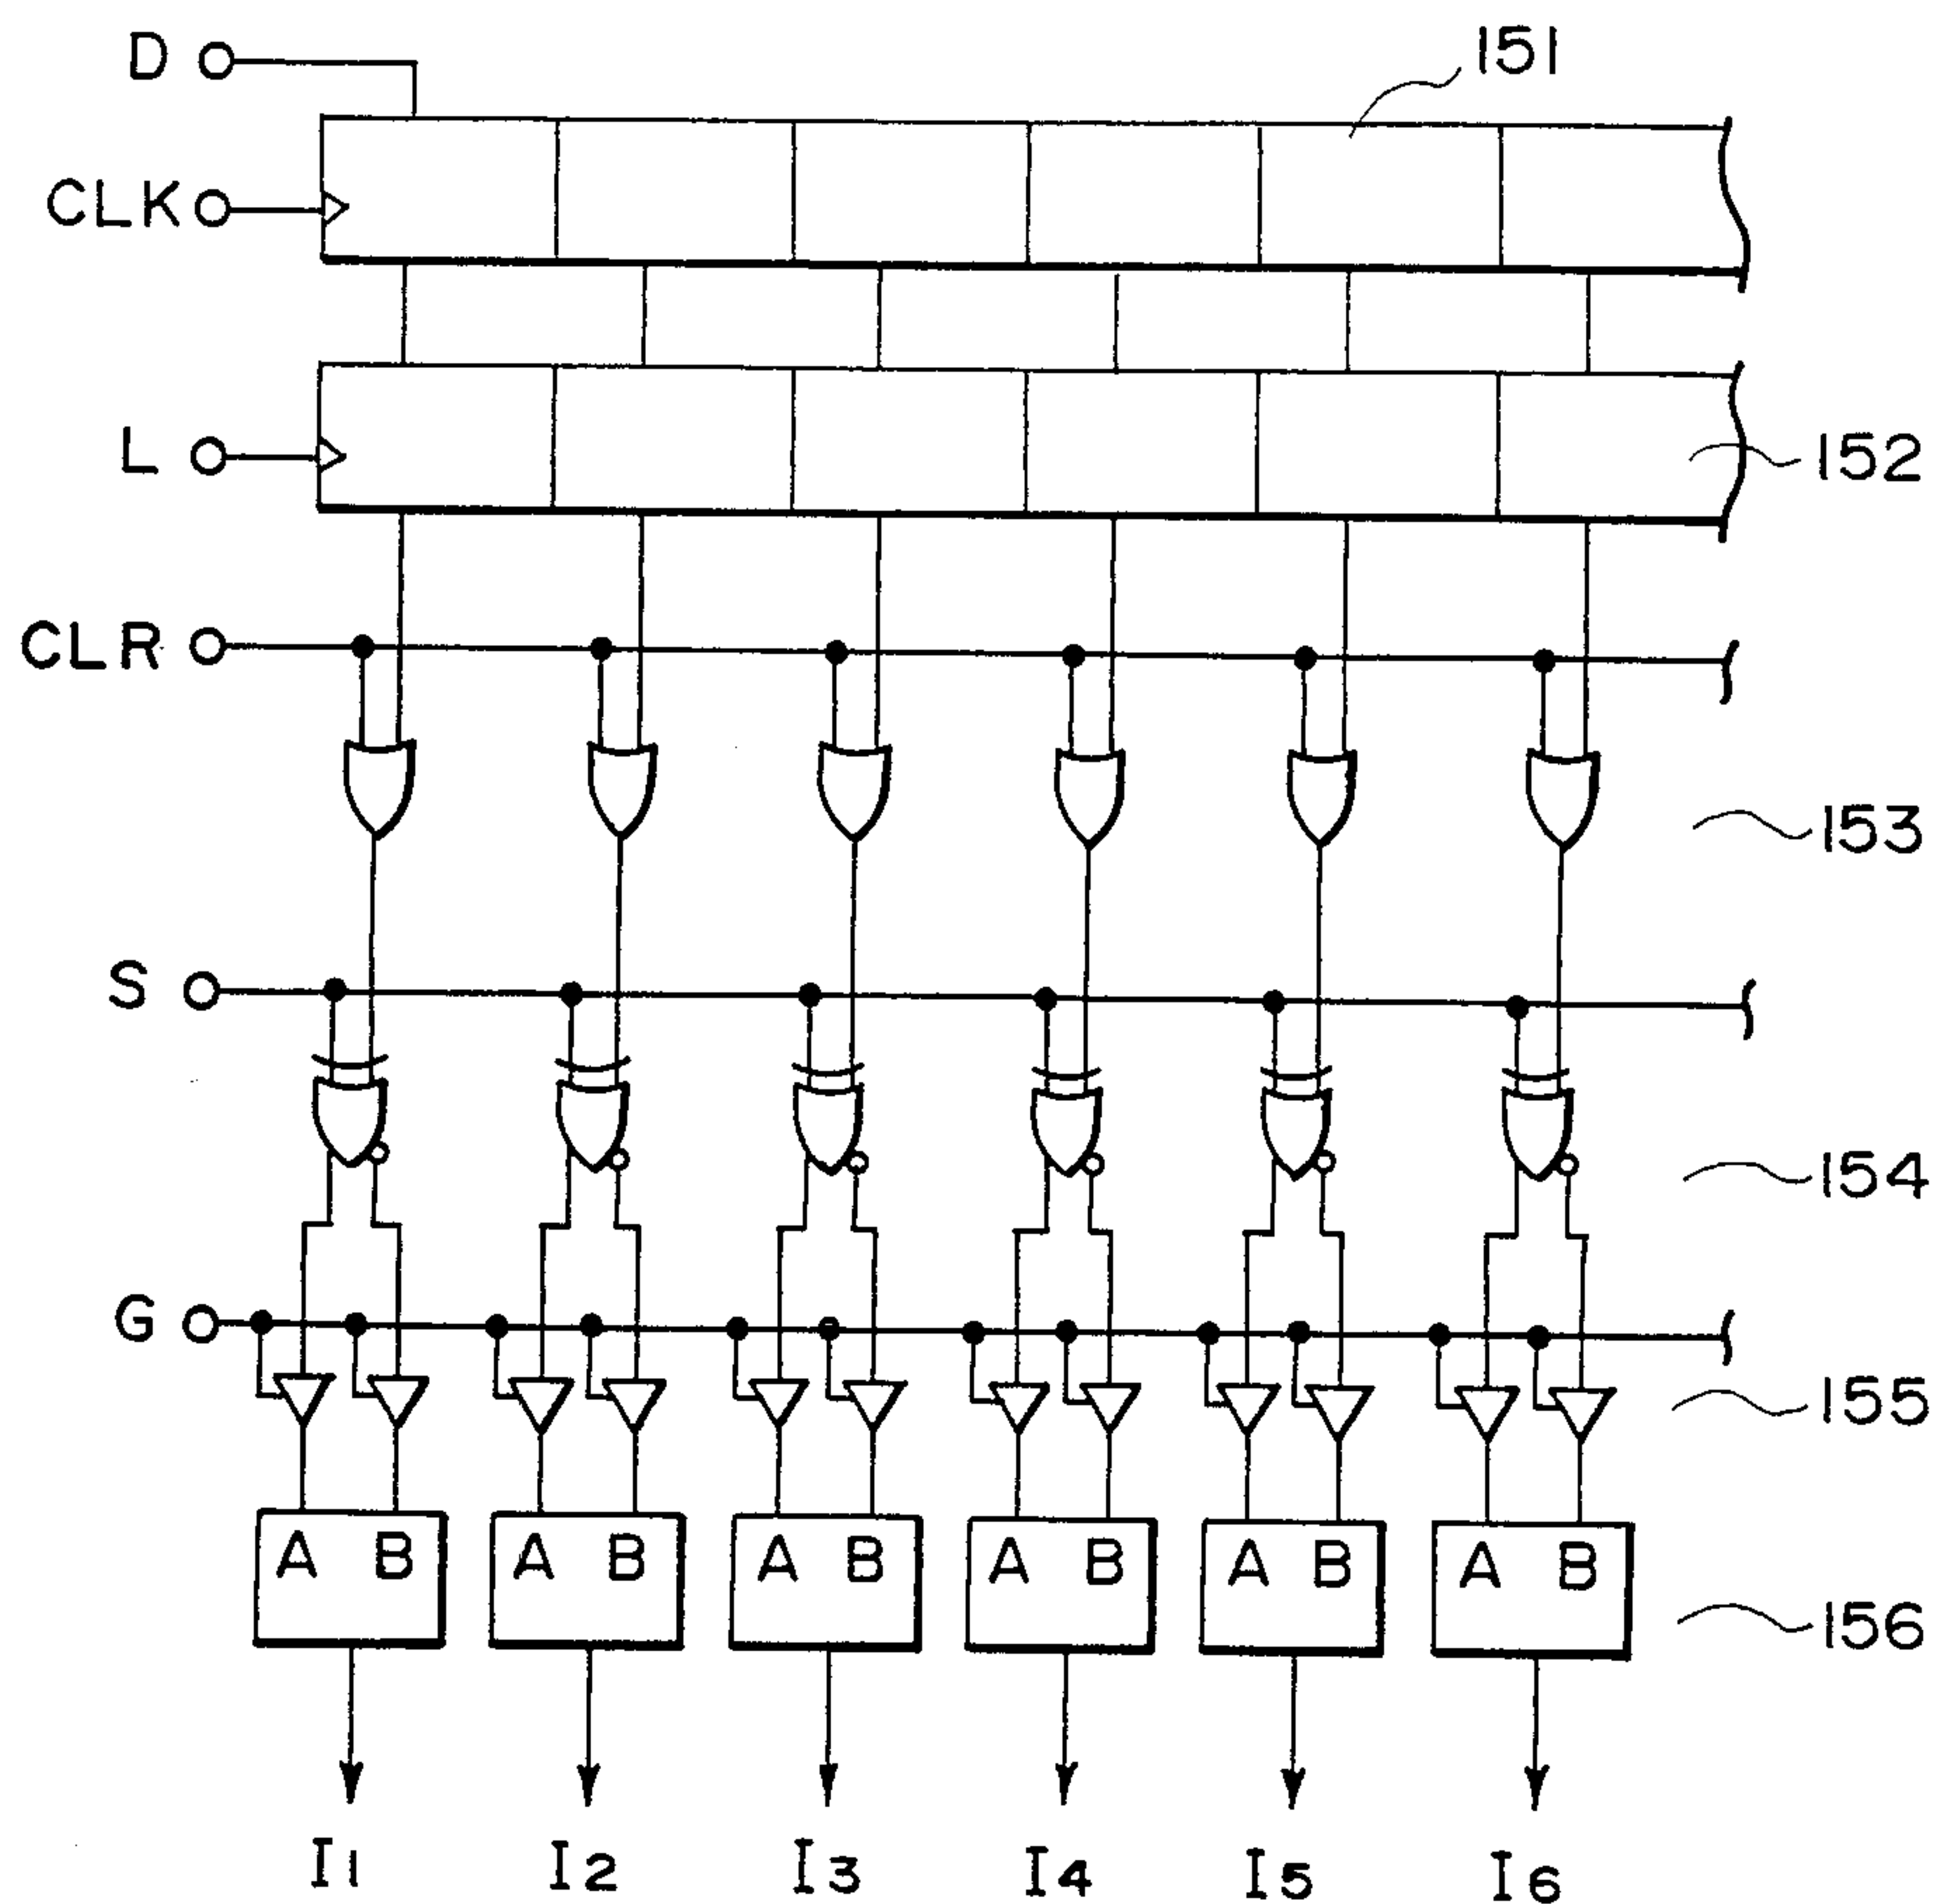 D
151
CLK
L
152
CLR
153
S
154
G
155
A B A B A B A B A B A B
156
I1 I2 I3 I4 I5 I6